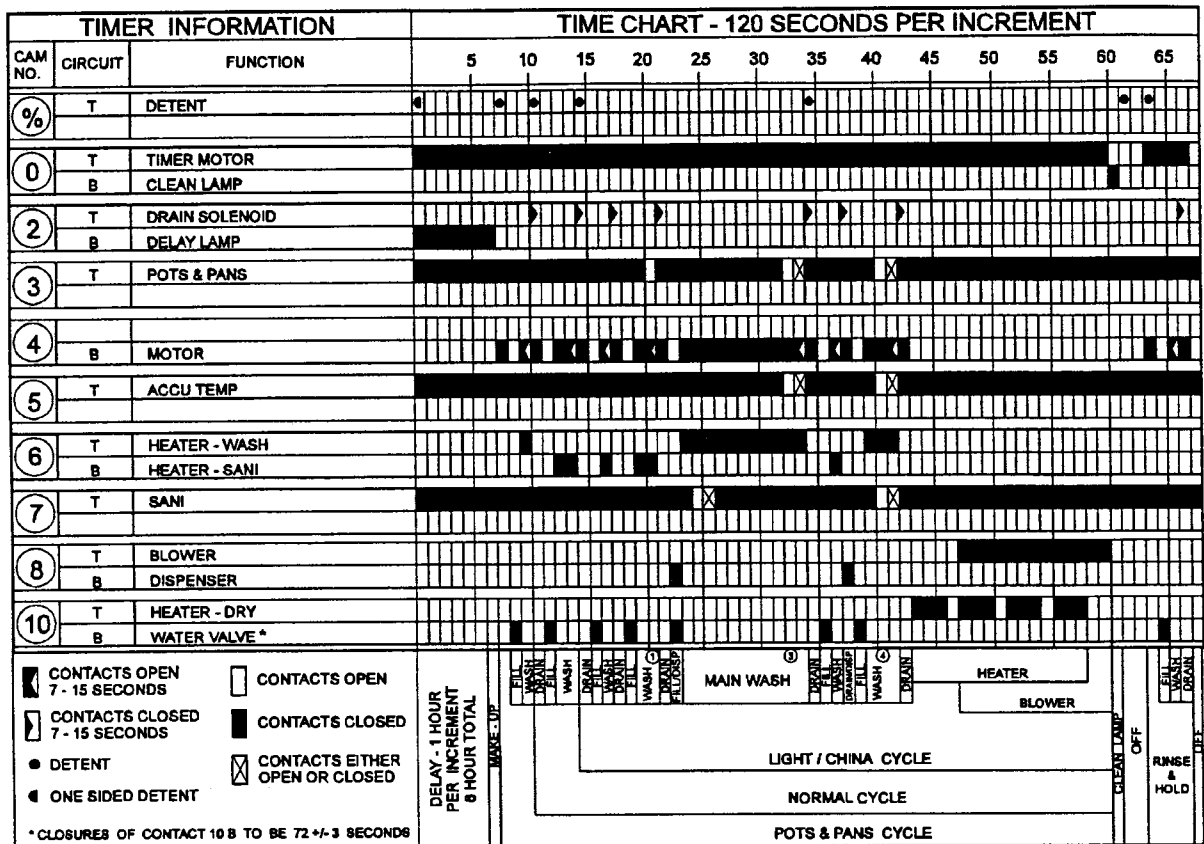 TIMER INFORMATION
TIME CHART - 120 SECONDS PER INCREMENT
CAM NO.
CIRCUIT
FUNCTION
5 10 15 20 25 30 35 40 45 50 55 60 65
% T DETENT
0 T TIMER MOTOR
B CLEAN LAMP
2 T DRAIN SOLENOID
B DELAY LAMP
3 T POTS & PANS
4 B MOTOR
5 T ACCU TEMP
6 T HEATER - WASH
B HEATER - SANI
7 T SANI
8 T BLOWER
B DISPENSER
10 T HEATER - DRY
B WATER VALVE *
CONTACTS OPEN
7 - 15 SECONDS
CONTACTS OPEN
CONTACTS CLOSED
7 - 15 SECONDS
CONTACTS CLOSED
DETENT
CONTACTS EITHER
OPEN OR CLOSED
ONE SIDED DETENT
* CLOSURES OF CONTACT 10 B TO BE 72 +/- 3 SECONDS
DELAY - 1 HOUR
PER INCREMENT
6 HOUR TOTAL
MAKE - UP
FILL
WASH
DRAIN
FILL
WASH
DRAIN
FILL
WASH
DRAIN
FILL
WASH
1
DRAIN
FILL/DISP
MAIN WASH
3
DRAIN
FILL
WASH
DRAIN/DISP
FILL
WASH
4
DRAIN
HEATER
BLOWER
LIGHT / CHINA CYCLE
NORMAL CYCLE
POTS & PANS CYCLE
CLEAN LAMP
OFF
FILL
WASH
DRAIN
RINSE
&
HOLD
OFF